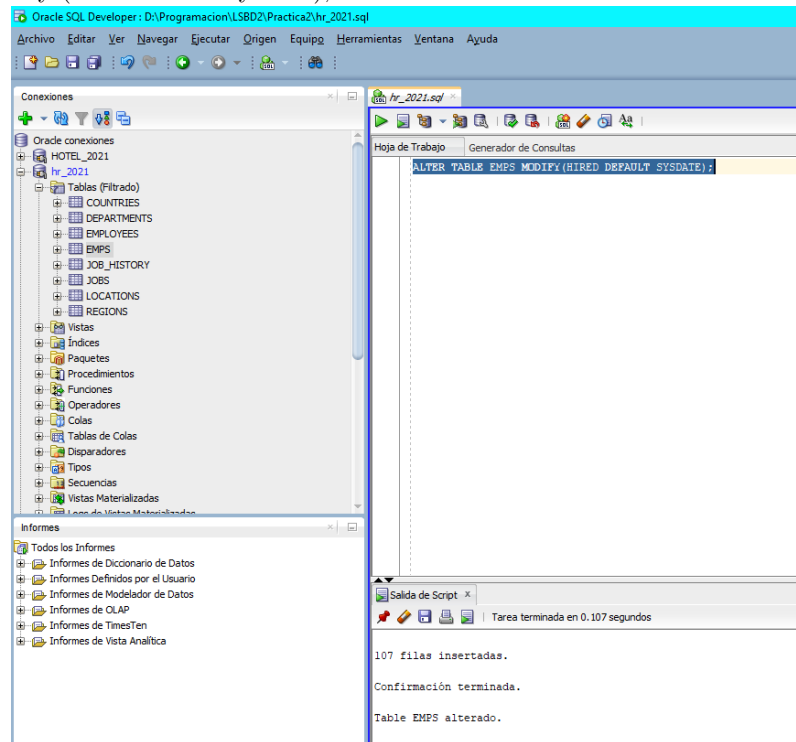 Oracle SQL Developer : D:\Programacion\LSBD2\Practica2\hr_2021.sql
Archivo Editar Ver Navegar Ejecutar Origen Equipo Herramientas Ventana Ayuda
Conexiones
Oracle conexiones
HOTEL_2021
hr_2021
Tablas (Filtrado)
COUNTRIES
DEPARTMENTS
EMPLOYEES
EMPS
JOB_HISTORY
JOBS
LOCATIONS
REGIONS
Vistas
Índices
Paquetes
Procedimientos
Funciones
Operadores
Colas
Tablas de Colas
Disparadores
Tipos
Secuencias
Vistas Materializadas
Logs de Vistas Materializadas
Informes
Todos los Informes
Informes de Diccionario de Datos
Informes Definidos por el Usuario
Informes de Modelador de Datos
Informes de OLAP
Informes de TimesTen
Informes de Vista Analítica
hr_2021.sql
Hoja de Trabajo Generador de Consultas
ALTER TABLE EMPS MODIFY(HIRED DEFAULT SYSDATE);
Salida de Script
Tarea terminada en 0.107 segundos
107 filas insertadas.
Confirmación terminada.
Table EMPS alterado.